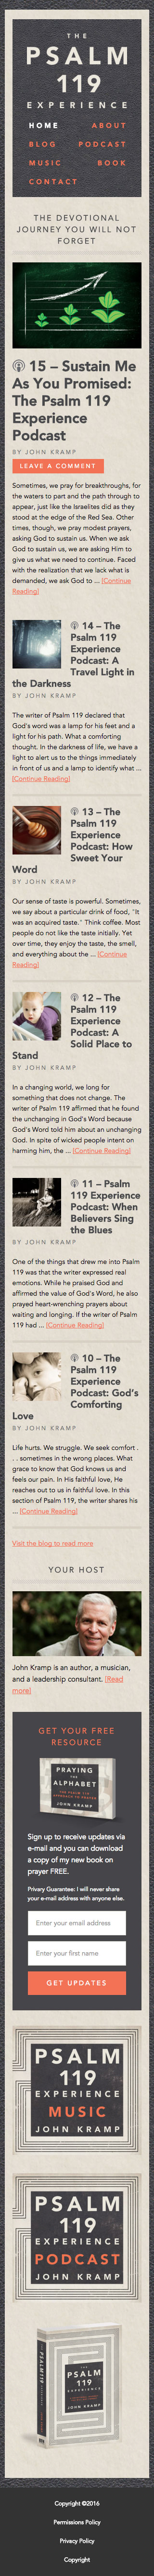 THE
PSALM
119
EXPERIENCE
HOME
ABOUT
BLOG
PODCAST
MUSIC
BOOK
CONTACT
THE DEVOTIONAL
JOURNEY YOU WILL NOT
FORGET
15 – Sustain Me
As You Promised:
The Psalm 119
Experience
Podcast
BY JOHN KRAMP
LEAVE A COMMENT
Sometimes, we pray for breakthroughs, for
the waters to part and the path through to
appear, just like the Israelites did as they
stood at the edge of the Red Sea. Other
times, though, we pray modest prayers,
asking God to sustain us. When we ask
God to sustain us, we are asking Him to
give us what we need to continue. Faced
with the realization that we lack what is
demanded, we ask God to ... [Continue
Reading]
14 – The
Psalm 119
Experience
Podcast: A
Travel Light in
the Darkness
BY JOHN KRAMP
The writer of Psalm 119 declared that
God's word was a lamp for his feet and a
light for his path. What a comforting
thought. In the darkness of life, we have a
light to alert us to the things immediately
in front of us and a lamp to identify what ...
[Continue Reading]
13 – The
Psalm 119
Experience
Podcast: How
Sweet Your
Word
BY JOHN KRAMP
Our sense of taste is powerful. Sometimes,
we say about a particular drink of food, "It
was an acquired taste." Think coffee. Most
people do not like the taste initially. Yet
over time, they enjoy the taste, the smell,
and everything about the ... [Continue
Reading]
12 – The
Psalm 119
Experience
Podcast: A
Solid Place to
Stand
BY JOHN KRAMP
In a changing world, we long for
something that does not change. The
writer of Psalm 119 affirmed that he found
the unchanging in God's Word because
God's Word told him about an unchanging
God. In spite of wicked people intent on
harming him, the ... [Continue Reading]
11 – Psalm
119 Experience
Podcast: When
Believers Sing
the Blues
BY JOHN KRAMP
One of the things that drew me into Psalm
119 was that the writer expressed real
emotions. While he praised God and
affirmed the value of God's Word, he also
prayed heart-wrenching prayers about
waiting and longing. If the writer of Psalm
119 had ... [Continue Reading]
10 – The
Psalm 119
Experience
Podcast: God's
Comforting
Love
BY JOHN KRAMP
Life hurts. We struggle. We seek comfort .
. . sometimes in the wrong places. What
grace to know that God knows us and
feels our pain. In His faithful love, He
reaches out to us in faithful love. In this
section of Psalm 119, the writer shares his
... [Continue Reading]
Visit the blog to read more
YOUR HOST
John Kramp is an author, a musician,
and a leadership consultant. [Read
more]
GET YOUR FREE
RESOURCE
PRAYING
THE
ALPHABET
JOHN KRAMP
Sign up to receive updates via
e-mail and you can download
a copy of my new book on
prayer FREE.
Privacy Guarantee: I will never share
your e-mail address with anyone else.
Enter your email address
Enter your first name
GET UPDATES
THE
PSALM
119
EXPERIENCE
MUSIC
JOHN KRAMP
THE
PSALM
119
EXPERIENCE
PODCAST
JOHN KRAMP
THE
PSALM
119
EXPERIENCE
JOHN KRAMP
Copyright ©2016
Permissions Policy
Privacy Policy
Copyright